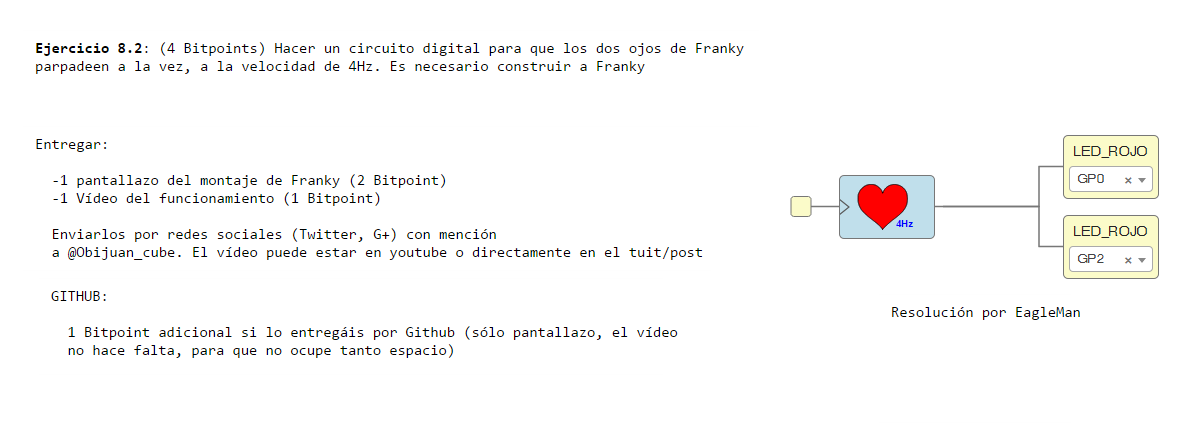 Ejercicio 8.2: (4 Bitpoints) Hacer un circuito digital para que los dos ojos de Franky
parpadeen a la vez, a la velocidad de 4Hz. Es necesario construir a Franky
Entregar:
-1 pantallazo del montaje de Franky (2 Bitpoint)
-1 Vídeo del funcionamiento (1 Bitpoint)
Enviarlos por redes sociales (Twitter, G+) con mención
a @Obijuan_cube. El vídeo puede estar en youtube o directamente en el tuit/post
GITHUB:
1 Bitpoint adicional si lo entregáis por Github (sólo pantallazo, el vídeo
no hace falta, para que no ocupe tanto espacio)
4Hz
LED_ROJO
GP0
LED_ROJO
GP2
Resolución por EagleMan